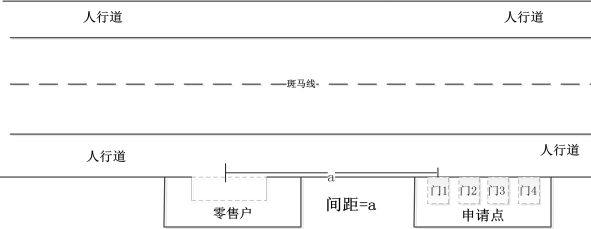 人行道 人行道
斑马线
人行道 人行道
a
门1 门2 门3 门4
零售户 间距=a 申请点